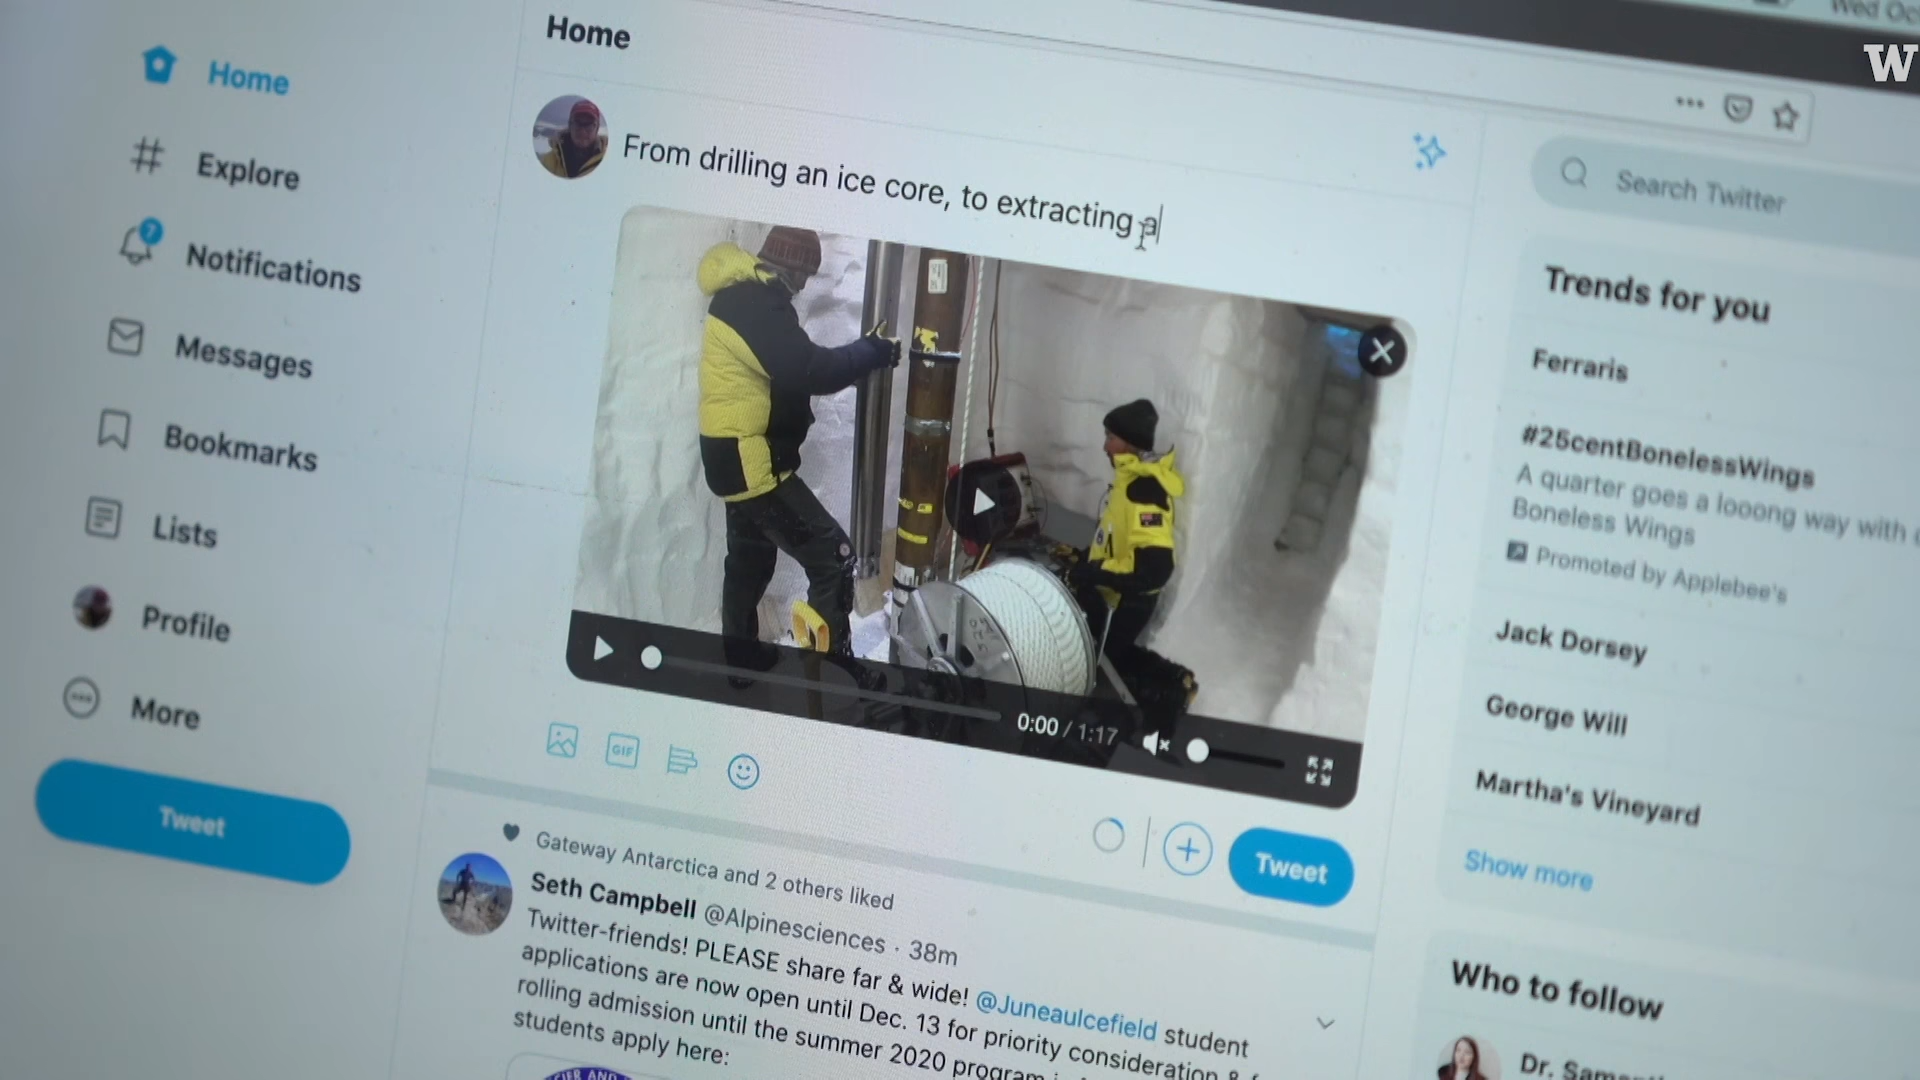 Wed Oc
W
Home
Explore
7
Notifications
Messages
Bookmarks
Lists
Profile
More
Tweet
Home
From drilling an ice core, to extracting a
0:00 / 1:17
GIF
Tweet
Gateway Antarctica and 2 others liked
Seth Campbell @Alpinesciences · 38m
Twitter-friends! PLEASE share far & wide! @JuneauIcefield student
applications are now open until Dec. 13 for priority consideration &
rolling admission until the summer 2020 program
students apply here:
Search Twitter
Trends for you
Ferraris
#25centBonelessWings
A quarter goes a looong way with
Boneless Wings
Promoted by Applebee's
Jack Dorsey
George Will
Martha's Vineyard
Show more
Who to follow
Dr.